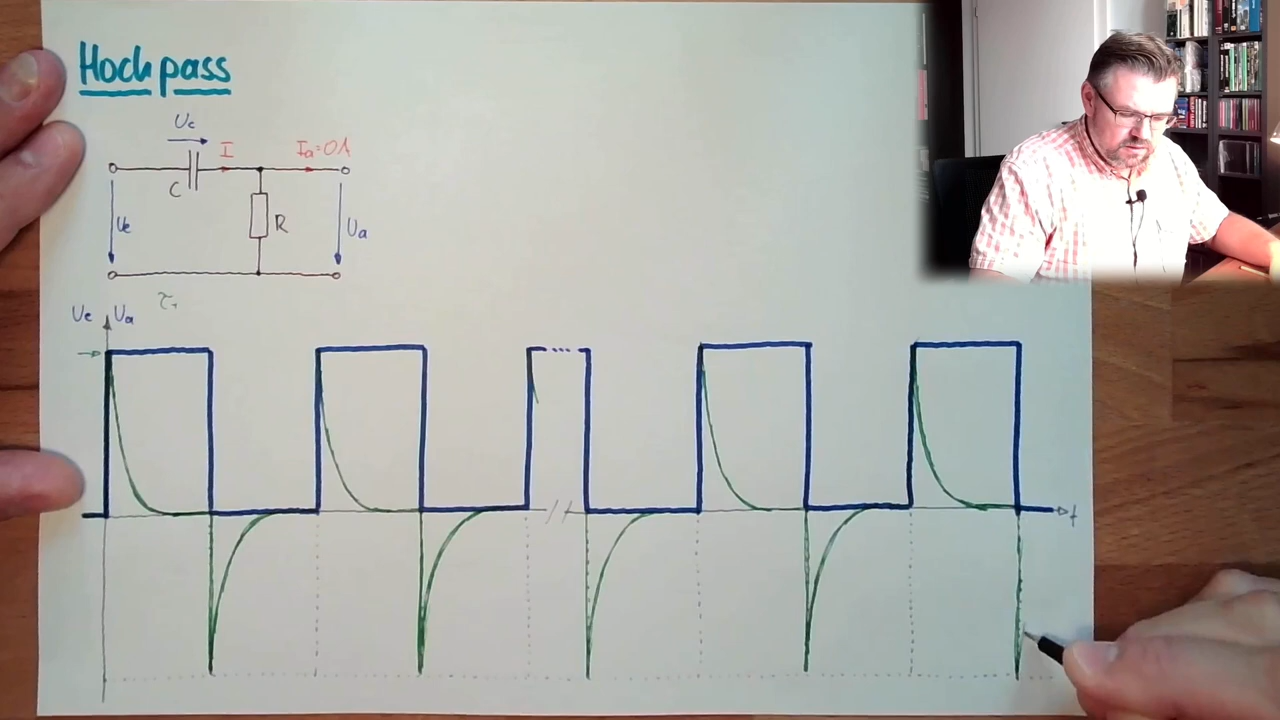 Hochpass
Uc
I
Ia=0A
C
Ue
R
Ua
τ₁
Ue Ua
t